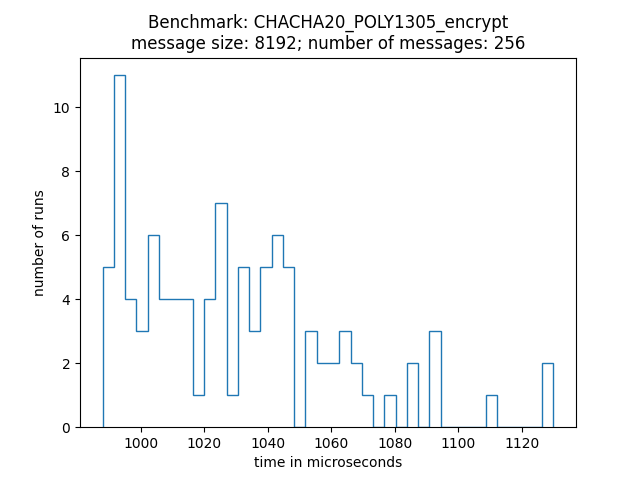 Benchmark: CHACHA20_POLY1305_encrypt
message size: 8192; number of messages: 256
number of runs
10
8
6
4
2
0
1000 1020 1040 1060 1080 1100 1120
time in microseconds